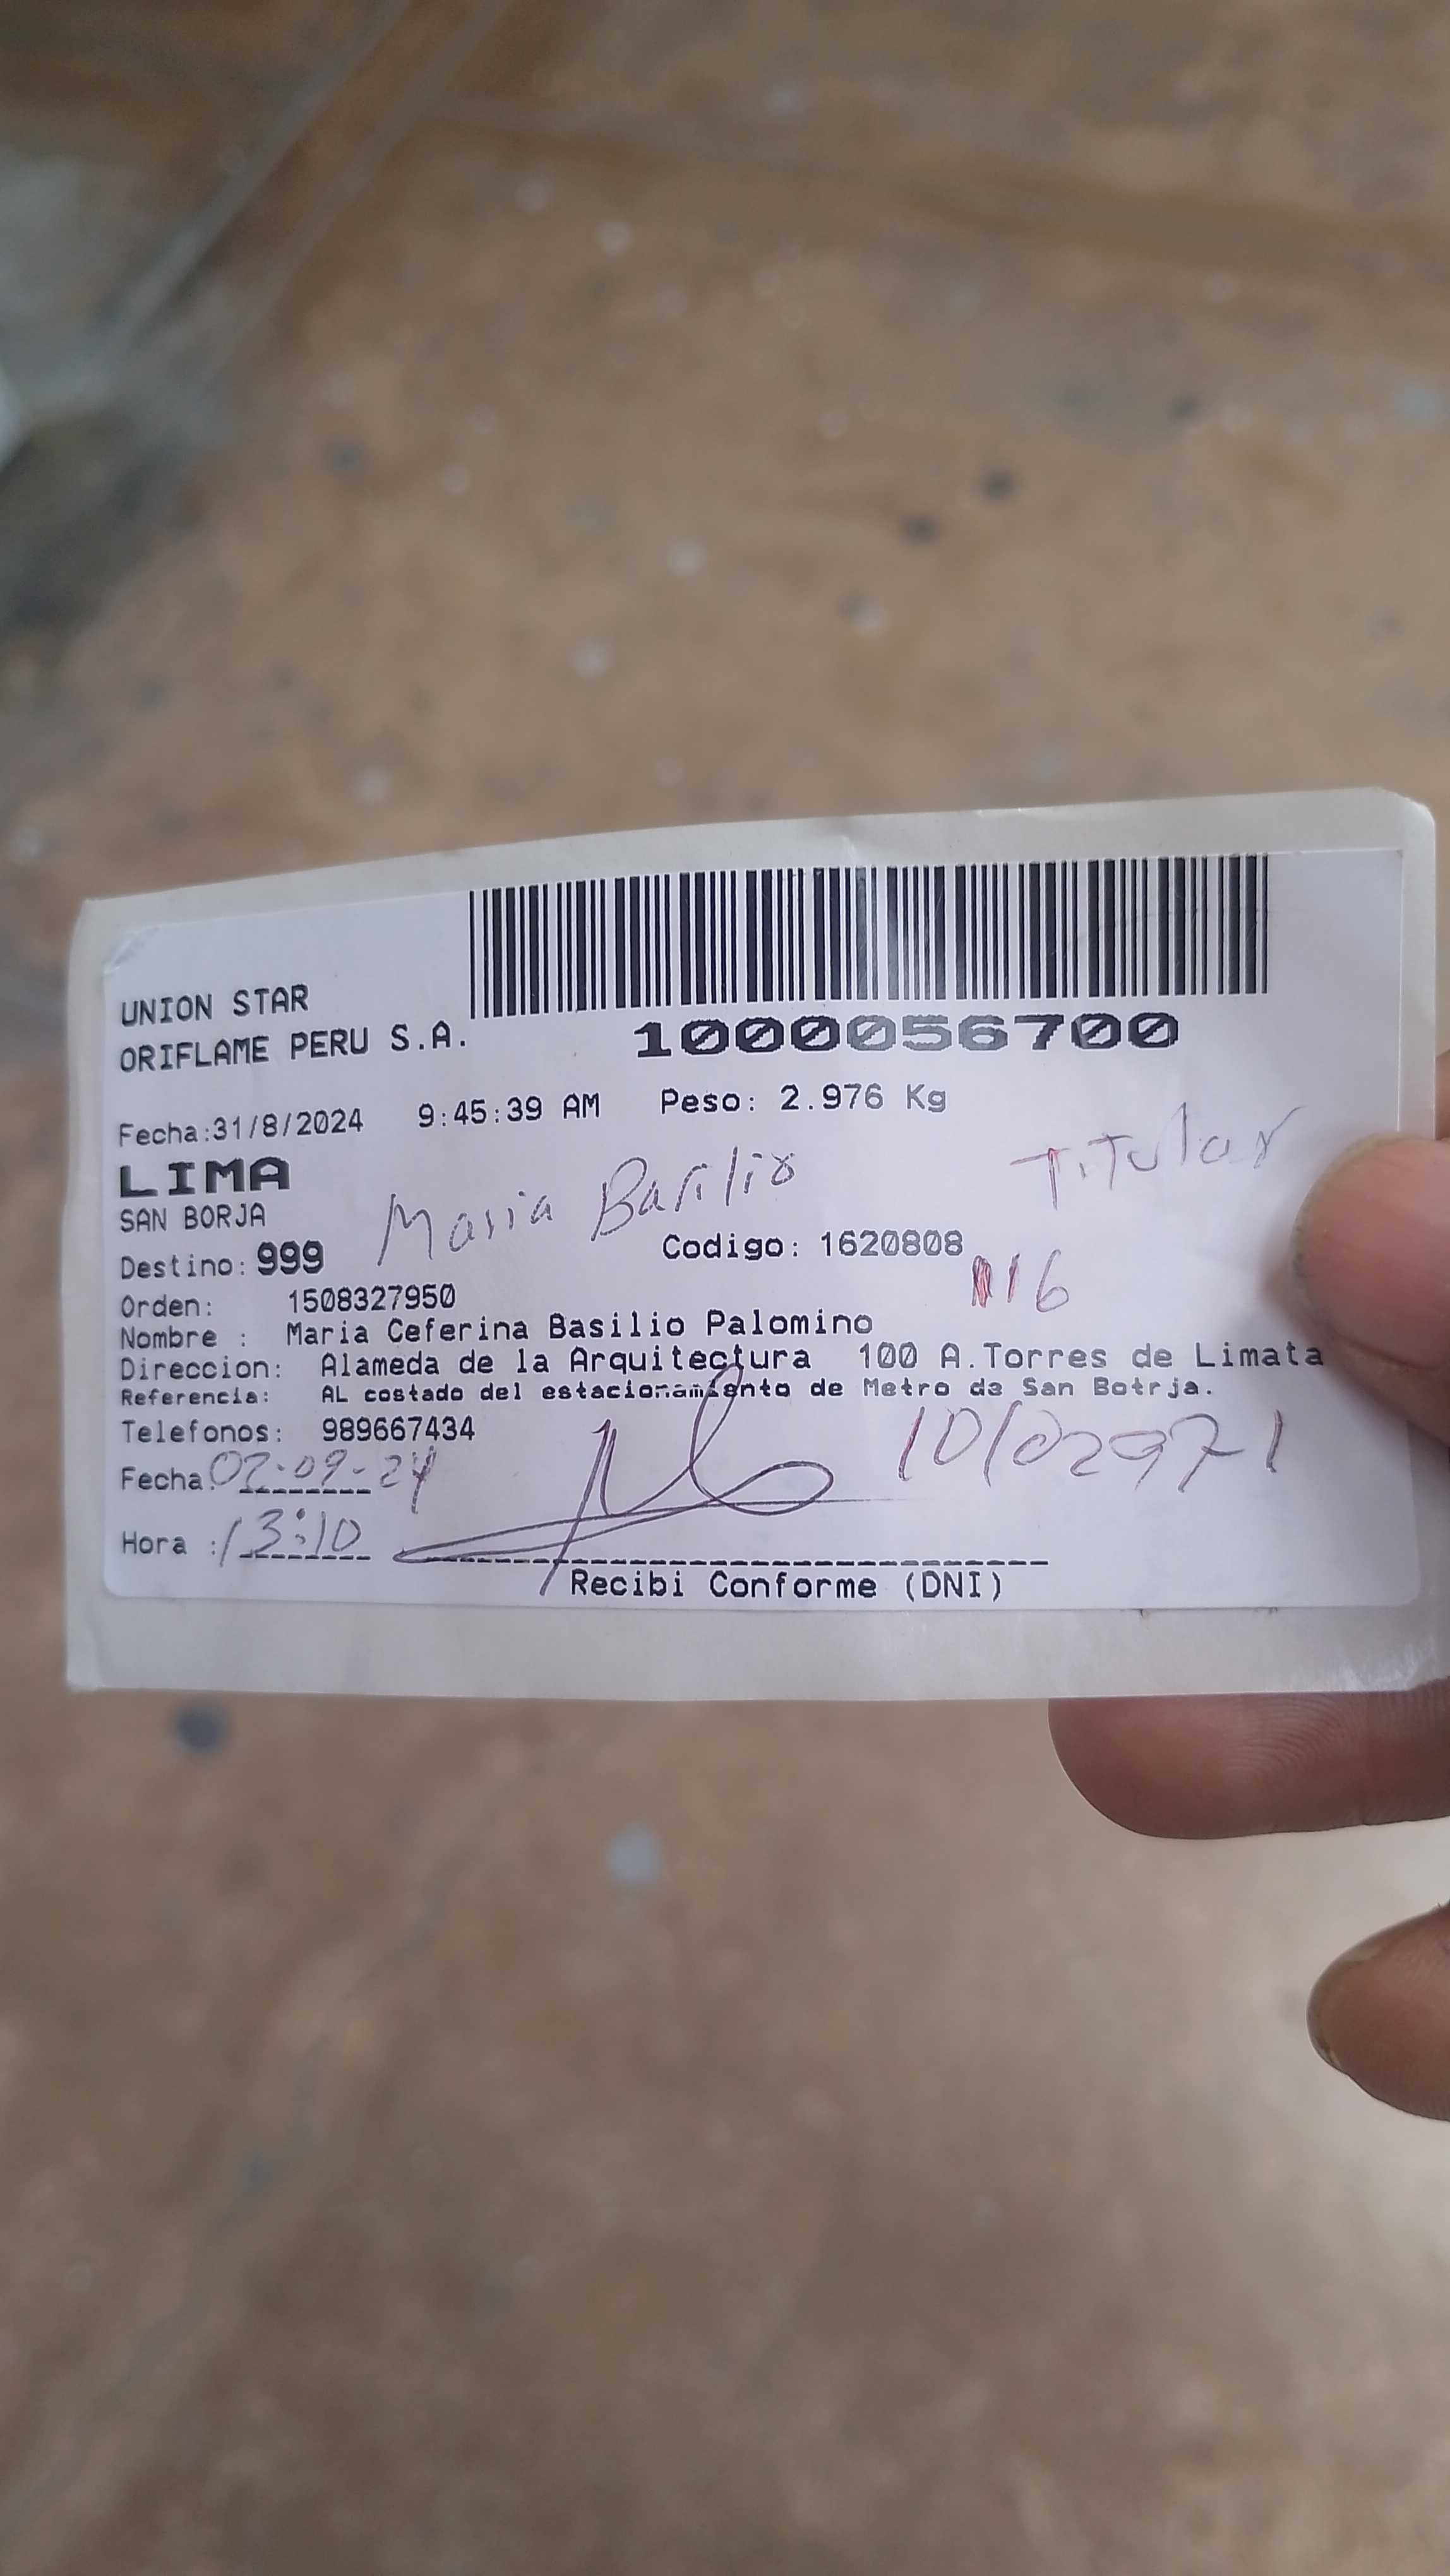 UNION STAR
ORIFLAME PERU S.A.
1000056700
Fecha:31/8/2024 9:45:39 AM Peso: 2.976 Kg
LIMA
SAN BORJA
Maria Basilio Titular
Destino: 999 Codigo: 1620808
16
Orden: 1508327950
Nombre : Maria Ceferina Basilio Palomino
Direccion: Alameda de la Arquitectura 100 A.Torres de Limata
Referencia: AL costado del estacionamiento de Metro de San Botrja.
Telefonos: 989667434
Fecha: 02-09-24
Hora : 13:10
Recibi Conforme (DNI)